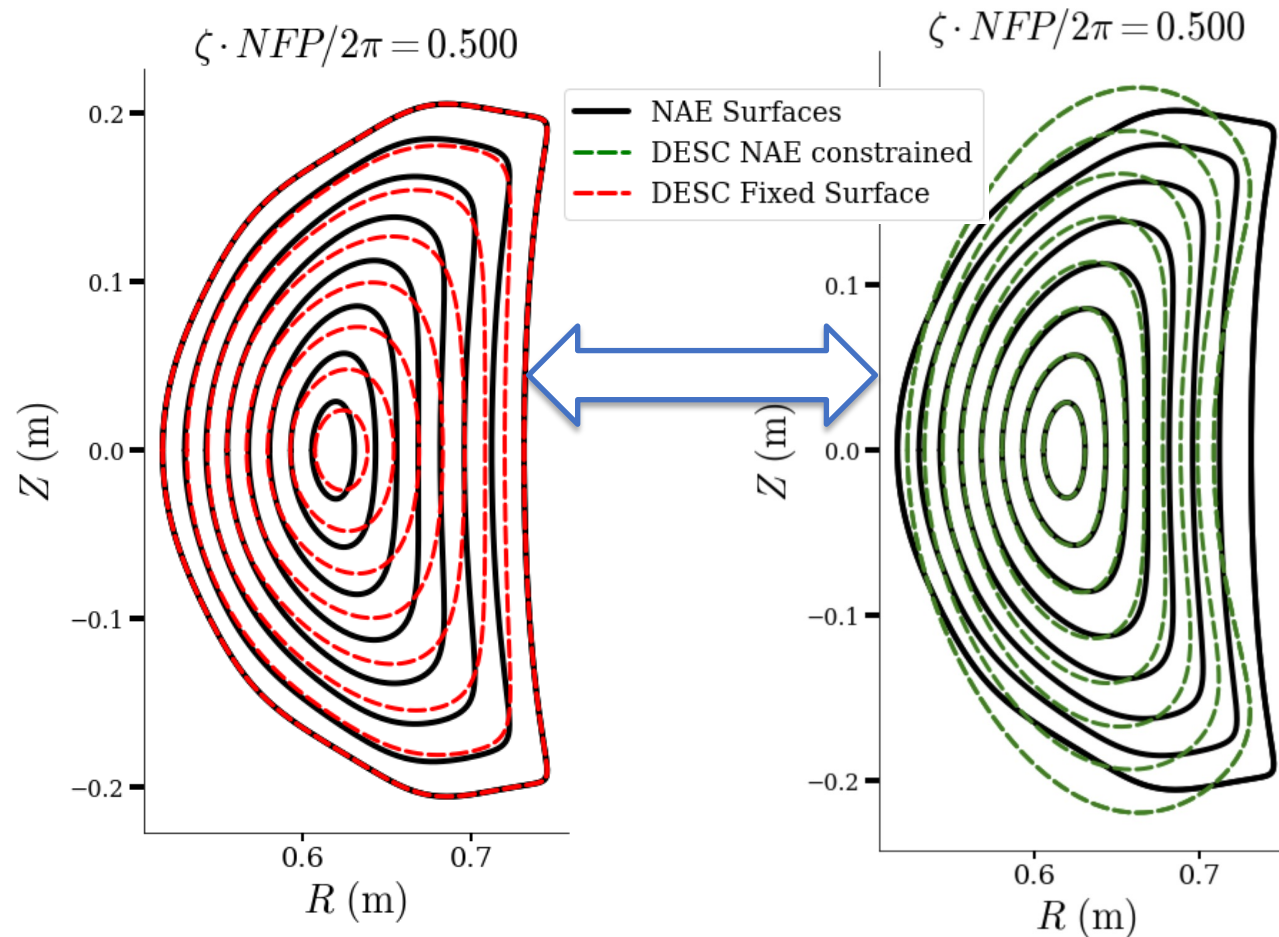 ζ · NFP/2π = 0.500
ζ · NFP/2π = 0.500
NAE Surfaces
DESC NAE constrained
DESC Fixed Surface
0.2
0.1
0.0
−0.1
−0.2
Z (m)
0.6
0.7
R (m)
0.1
0.0
−0.1
−0.2
Z (m)
0.6
0.7
R (m)